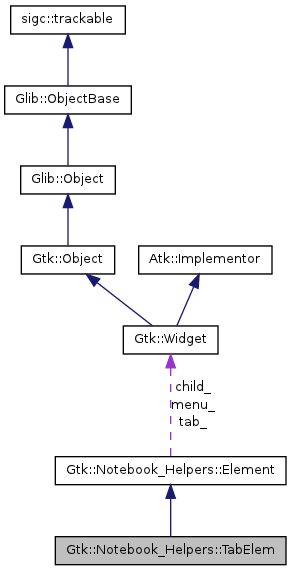 sigc::trackable
Glib::ObjectBase
Glib::Object
Gtk::Object
Atk::Implementor
Gtk::Widget
child_
menu_
tab_
Gtk::Notebook_Helpers::Element
Gtk::Notebook_Helpers::TabElem